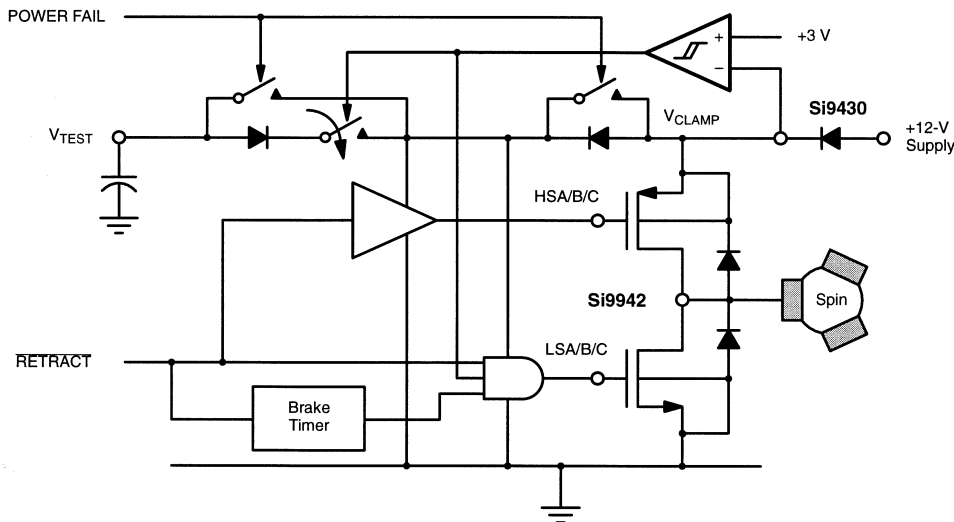 POWER FAIL
+3 V
+
−
Si9430
VCLAMP
VTEST
+12-V
Supply
HSA/B/C
Si9942
Spin
RETRACT
LSA/B/C
Brake
Timer